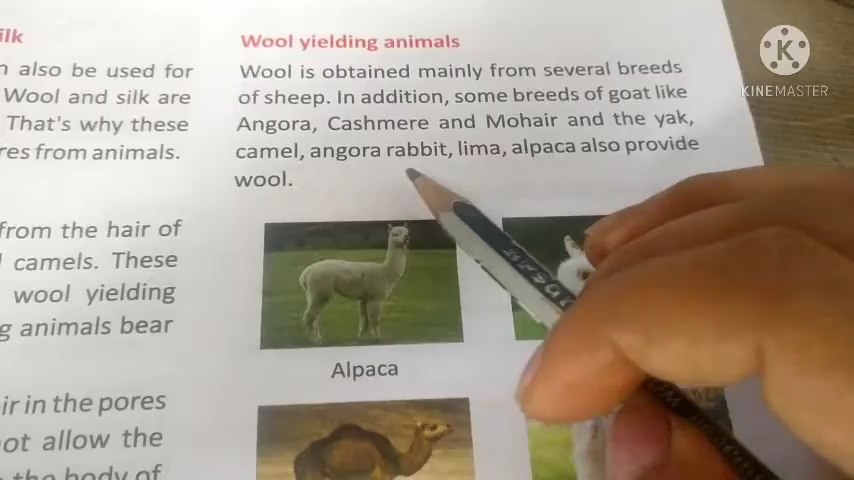 ilk
n also be used for
Wool and silk are
That's why these
res from animals.
from the hair of
camels. These
wool yielding
g animals bear
ir in the pores
ot allow the
the body of
Wool yielding animals
Wool is obtained mainly from several breeds
of sheep. In addition, some breeds of goat like
Angora, Cashmere and Mohair and the yak,
camel, angora rabbit, lima, alpaca also provide
wool.
Alpaca
K
KINEMASTER